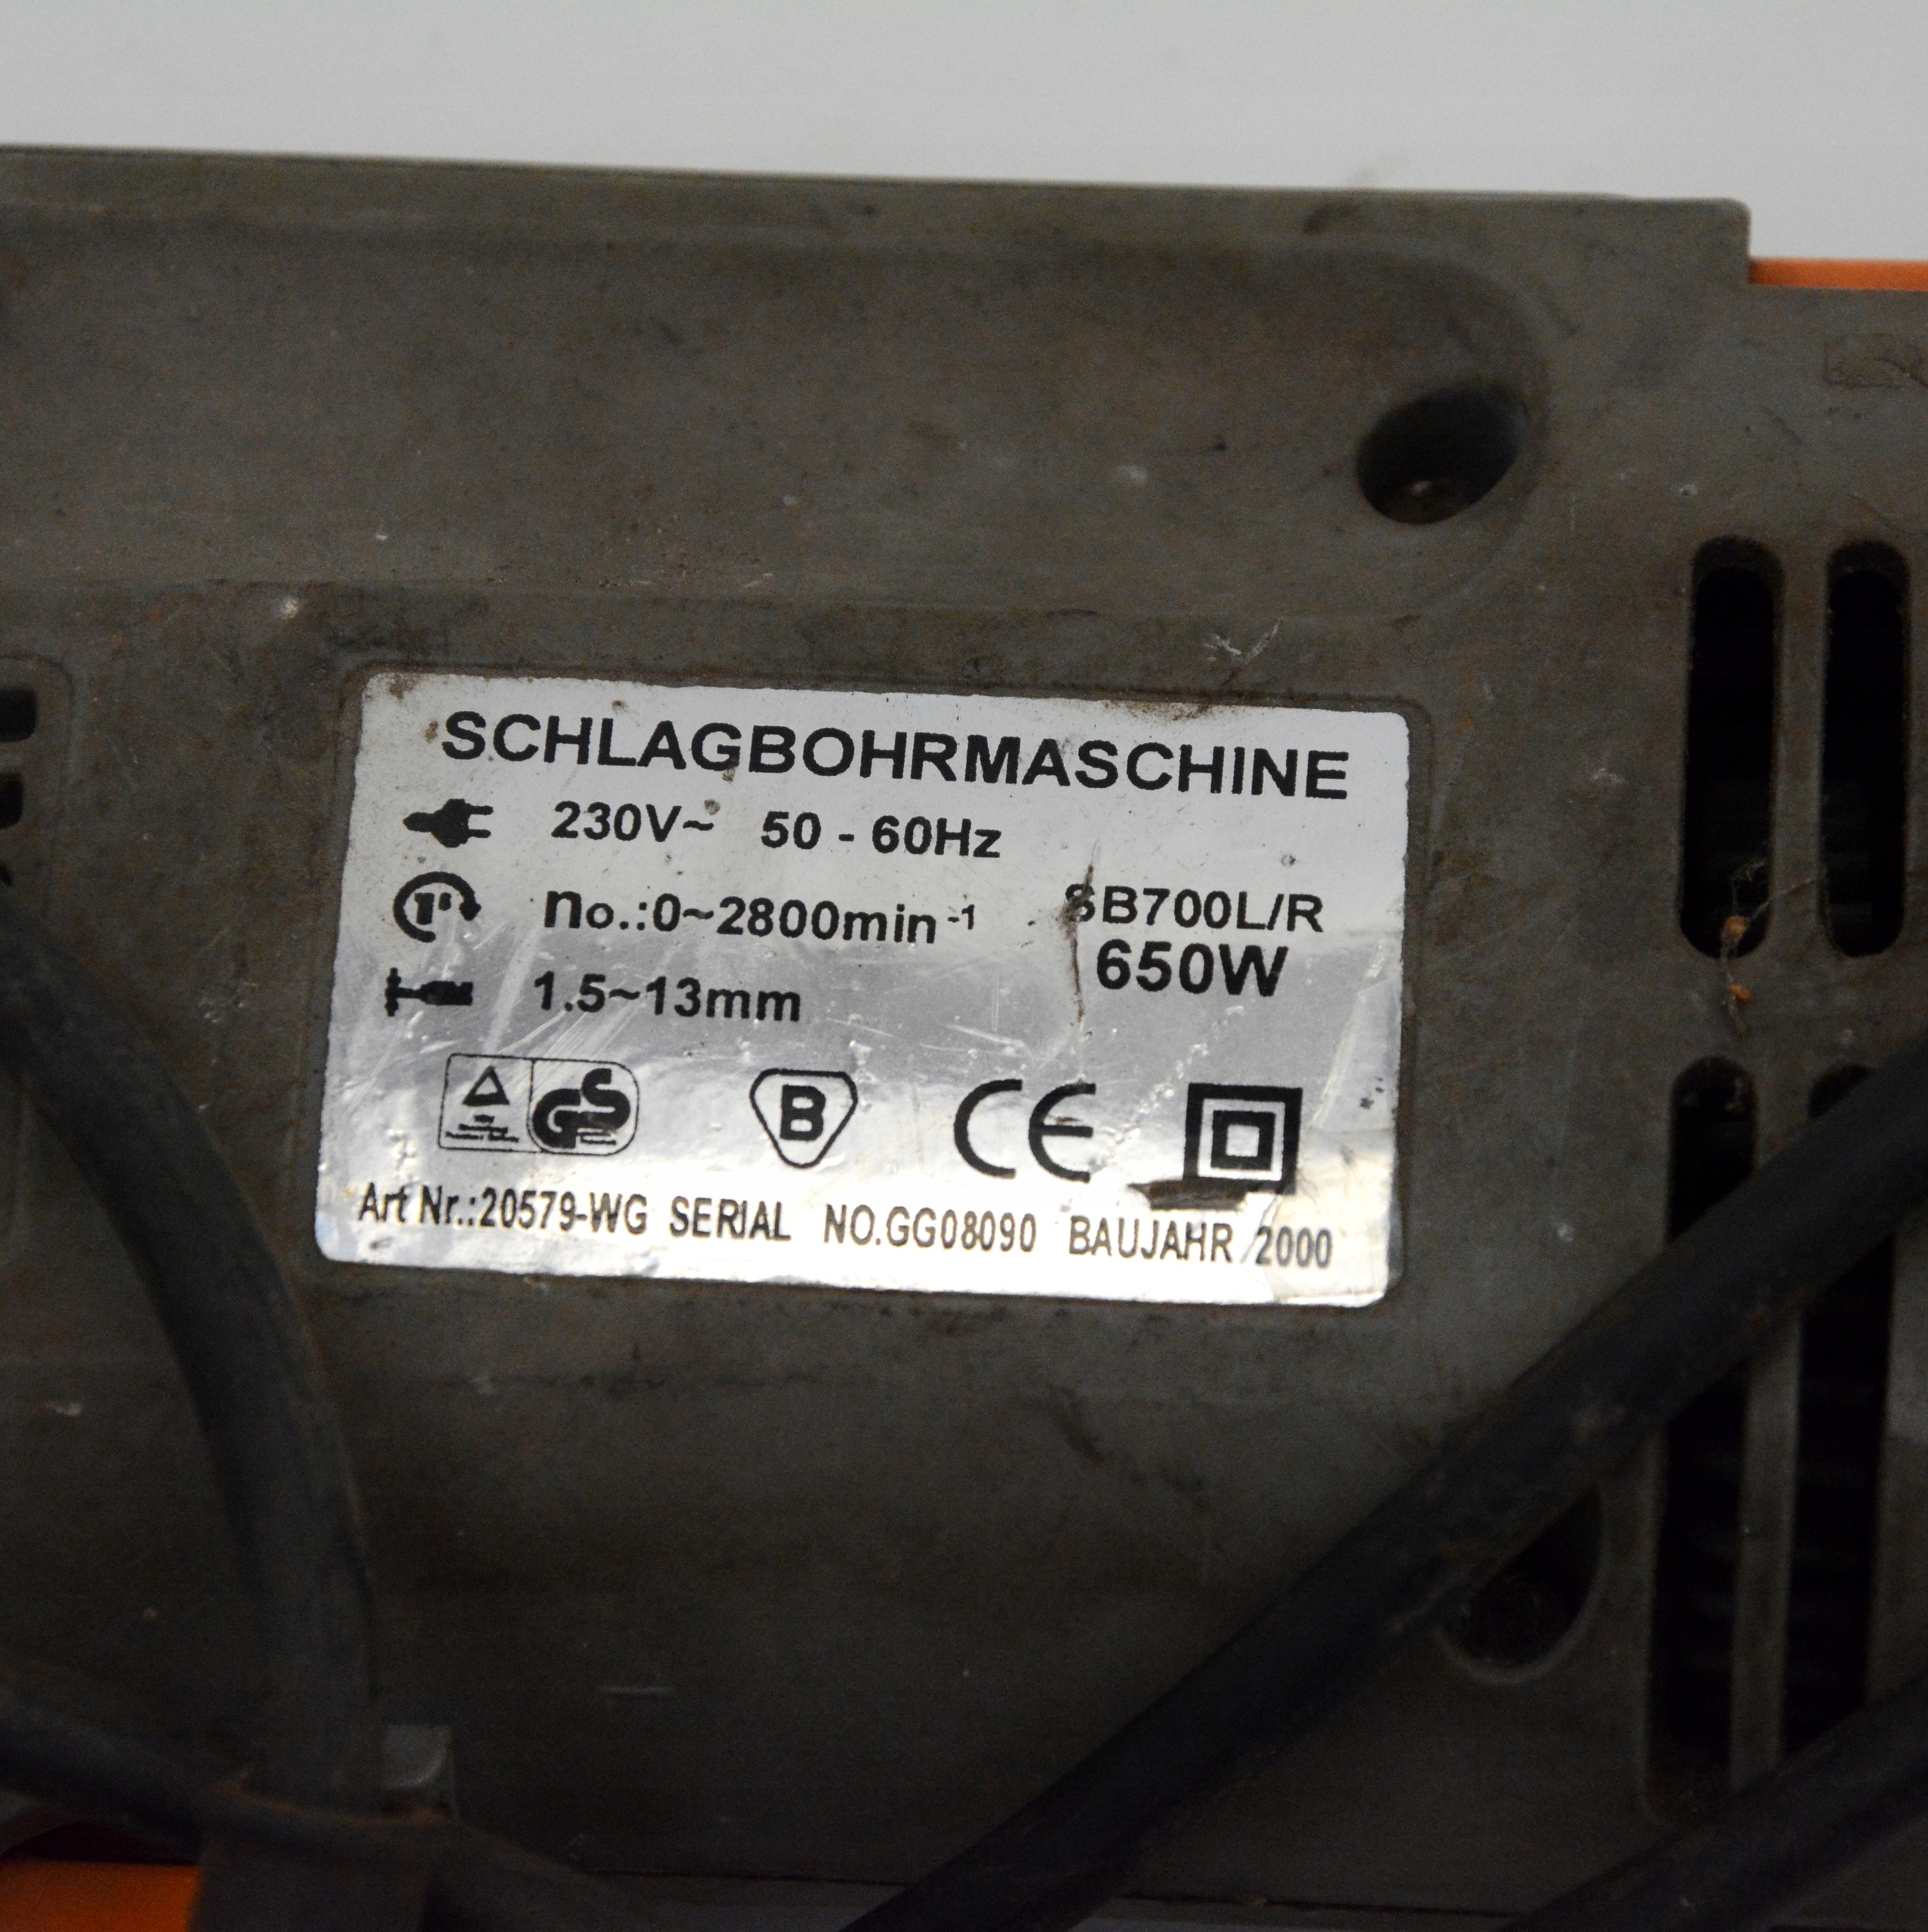 SCHLAGBOHRMASCHINE
230V~ 50 - 60Hz
no.:0~2800min-1
SB700L/R
650W
1.5~13mm
GS
B
CE
Art Nr.:20579-WG SERIAL NO.GG08090 BAUJAHR 2000